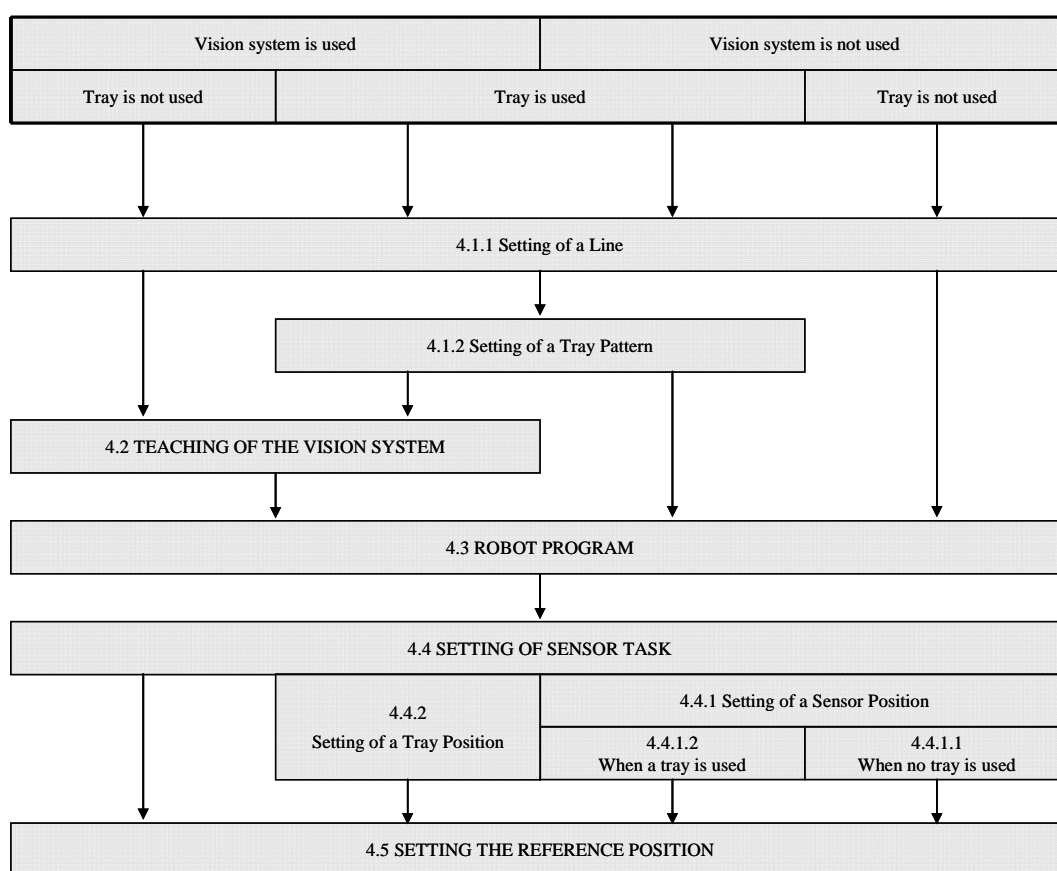 Vision system is used
Vision system is not used
Tray is not used
Tray is used
Tray is not used
4.1.1 Setting of a Line
4.1.2 Setting of a Tray Pattern
4.2 TEACHING OF THE VISION SYSTEM
4.3 ROBOT PROGRAM
4.4 SETTING OF SENSOR TASK
4.4.2
Setting of a Tray Position
4.4.1 Setting of a Sensor Position
4.4.1.2
When a tray is used
4.4.1.1
When no tray is used
4.5 SETTING THE REFERENCE POSITION